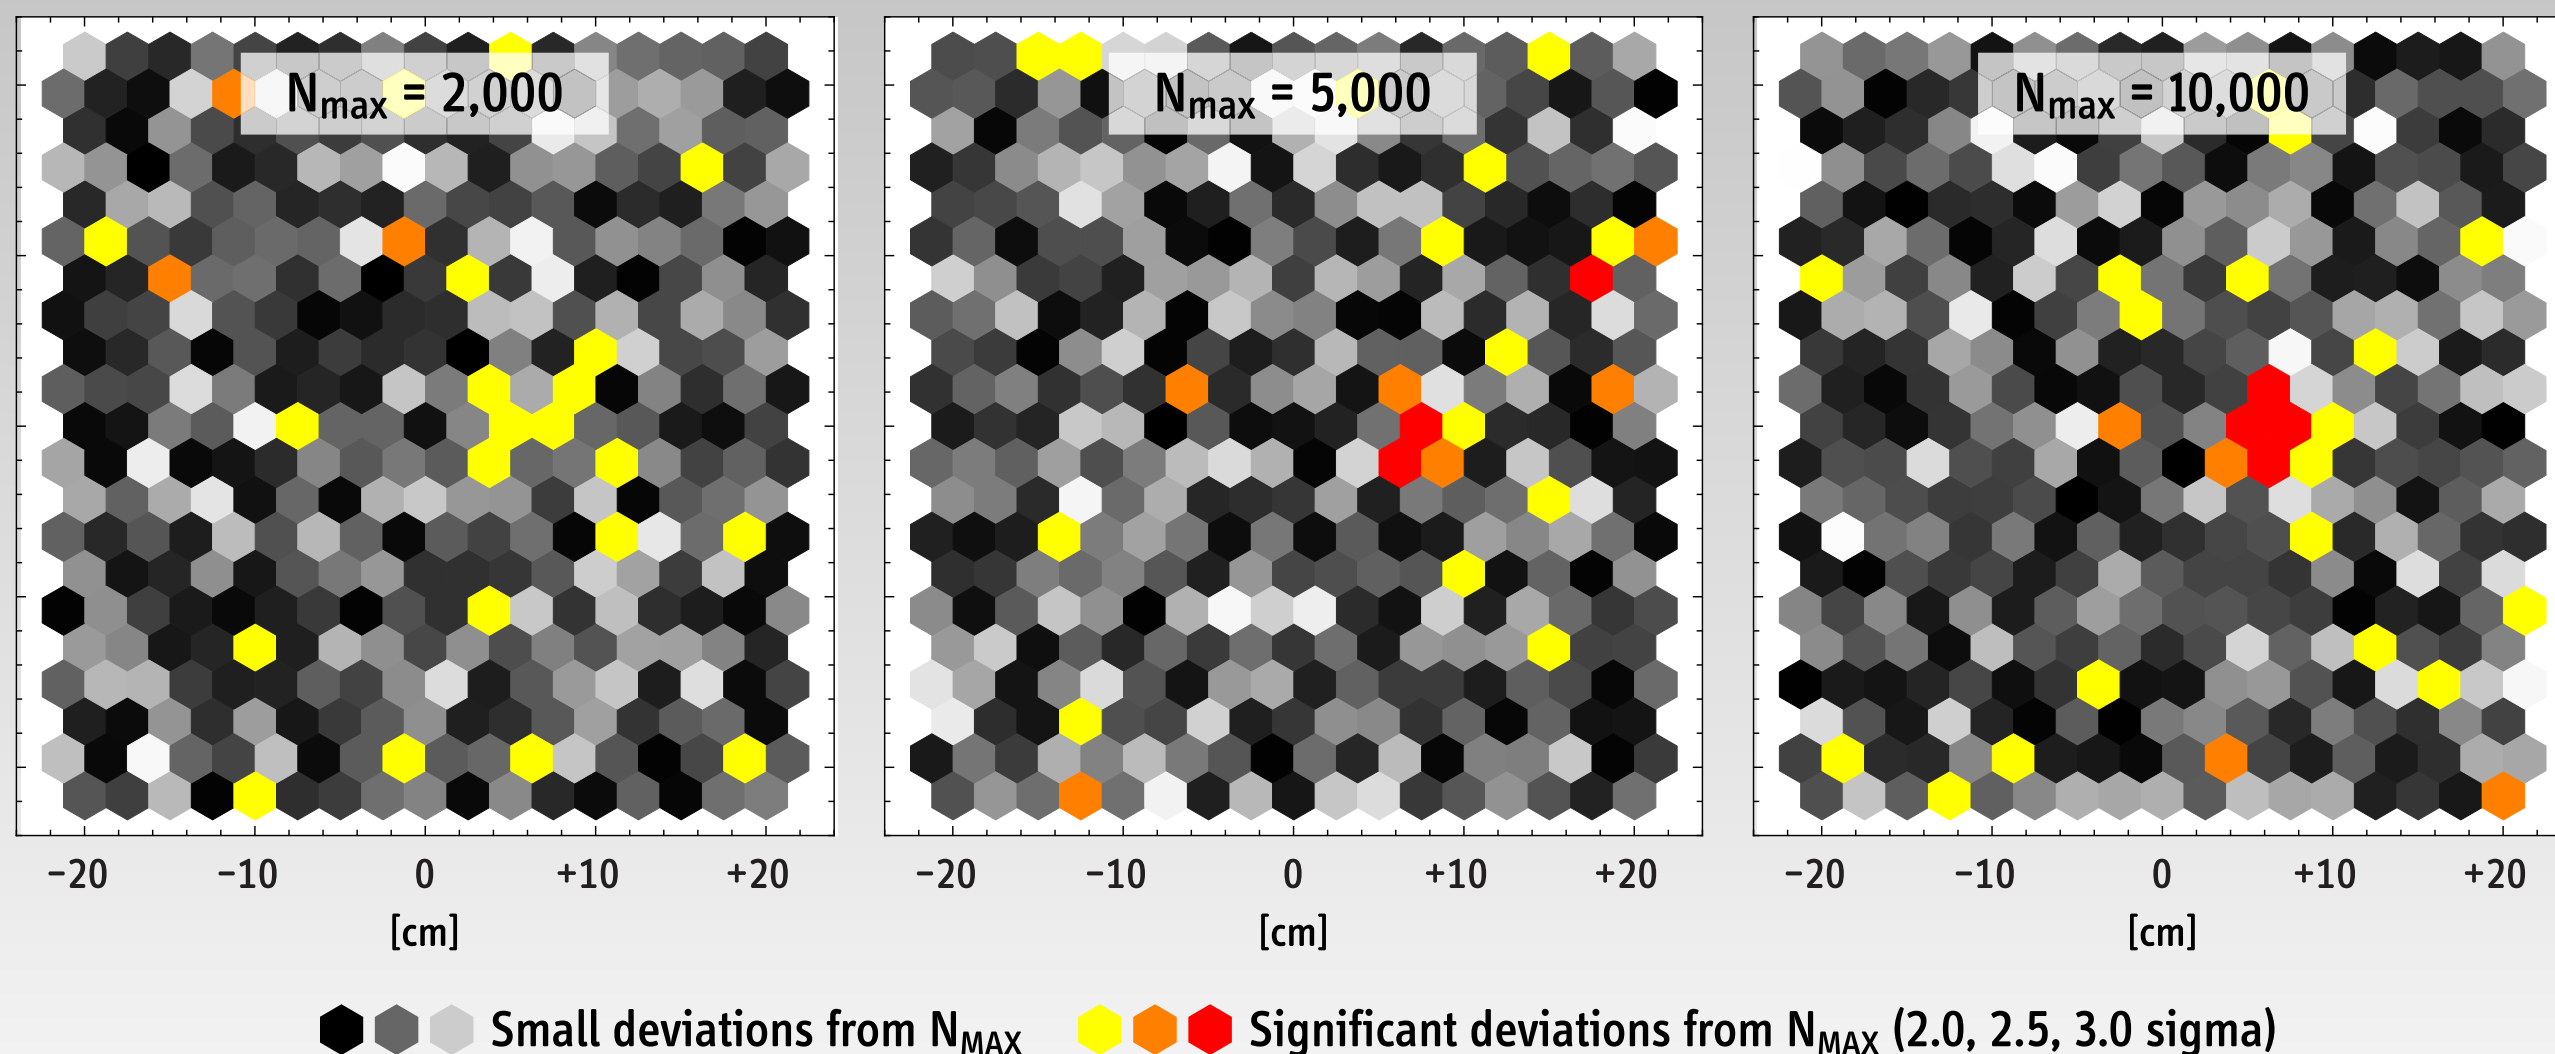 Nmax = 2,000
Nmax = 5,000
Nmax = 10,000
−20 −10 0 +10 +20
−20 −10 0 +10 +20
−20 −10 0 +10 +20
[cm]
[cm]
[cm]
Small deviations from NMAX
Significant deviations from NMAX (2.0, 2.5, 3.0 sigma)